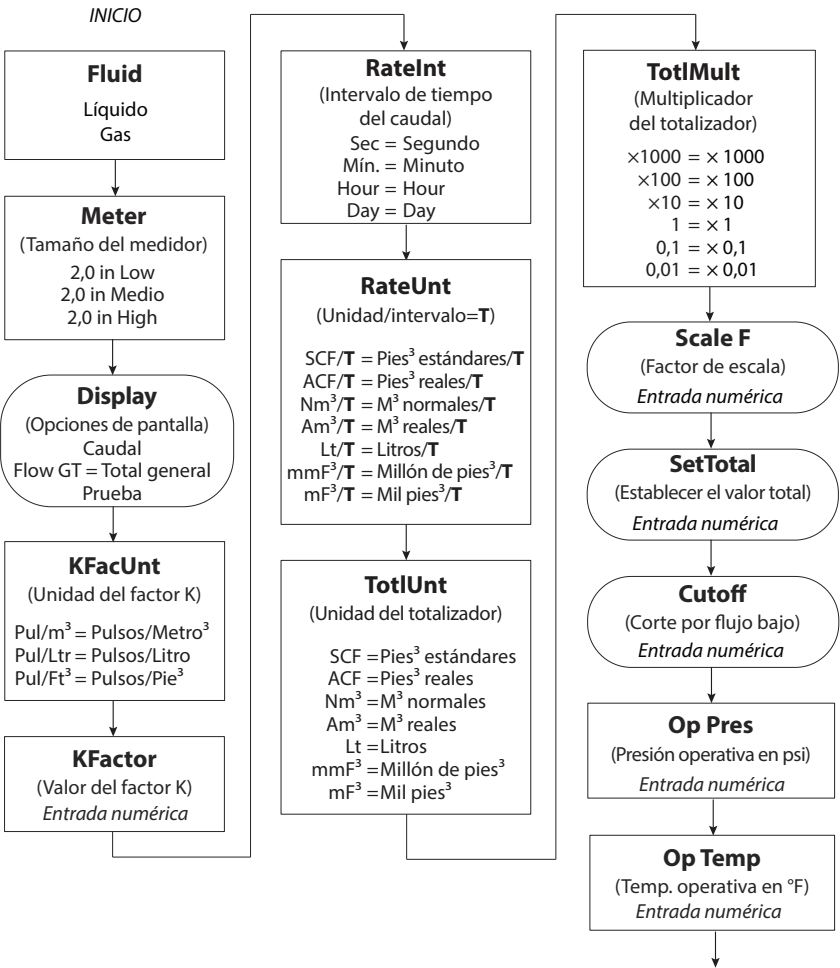 INICIO
Fluid
Líquido
Gas
Meter
(Tamaño del medidor)
2,0 in Low
2,0 in Medio
2,0 in High
Display
(Opciones de pantalla)
Caudal
Flow GT = Total general
Prueba
KFacUnt
(Unidad del factor K)
Pul/m³ = Pulsos/Metro³
Pul/Ltr = Pulsos/Litro
Pul/Ft³ = Pulsos/Pie³
KFactor
(Valor del factor K)
Entrada numérica
RateInt
(Intervalo de tiempo
del caudal)
Sec = Segundo
Mín. = Minuto
Hour = Hour
Day = Day
RateUnt
(Unidad/intervalo=T)
SCF/T = Pies³ estándares/T
ACF/T = Pies³ reales/T
Nm³/T = M³ normales/T
Am³/T = M³ reales/T
Lt/T = Litros/T
mmF³/T = Millón de pies³/T
mF³/T = Mil pies³/T
TotlUnt
(Unidad del totalizador)
SCF =Pies³ estándares
ACF =Pies³ reales
Nm³ =M³ normales
Am³ =M³ reales
Lt =Litros
mmF³ =Millón de pies³
mF³ =Mil pies³
TotlMult
(Multiplicador
del totalizador)
×1000 = × 1000
×100 = × 100
×10 = × 10
1 = × 1
0,1 = × 0,1
0,01 = × 0,01
Scale F
(Factor de escala)
Entrada numérica
SetTotal
(Establecer el valor total)
Entrada numérica
Cutoff
(Corte por flujo bajo)
Entrada numérica
Op Pres
(Presión operativa en psi)
Entrada numérica
Op Temp
(Temp. operativa en °F)
Entrada numérica